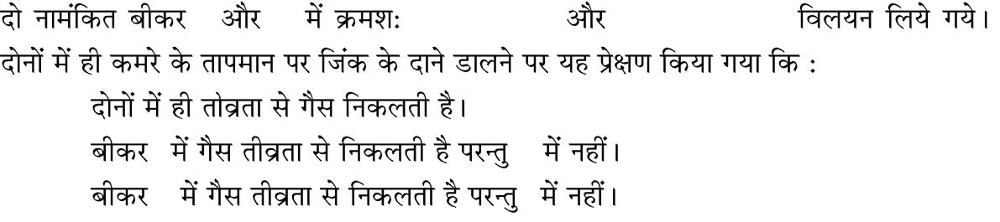 दो नामंकित बीकर और में क्रमशः और विलयन लिये गये।
दोनों में ही कमरे के तापमान पर जिंक के दाने डालने पर यह प्रेक्षण किया गया कि :
दोनों में ही तोव्रता से गैस निकलती है।
बीकर में गैस तीव्रता से निकलती है परन्तु में नहीं।
बीकर में गैस तीव्रता से निकलती है परन्तु में नहीं।